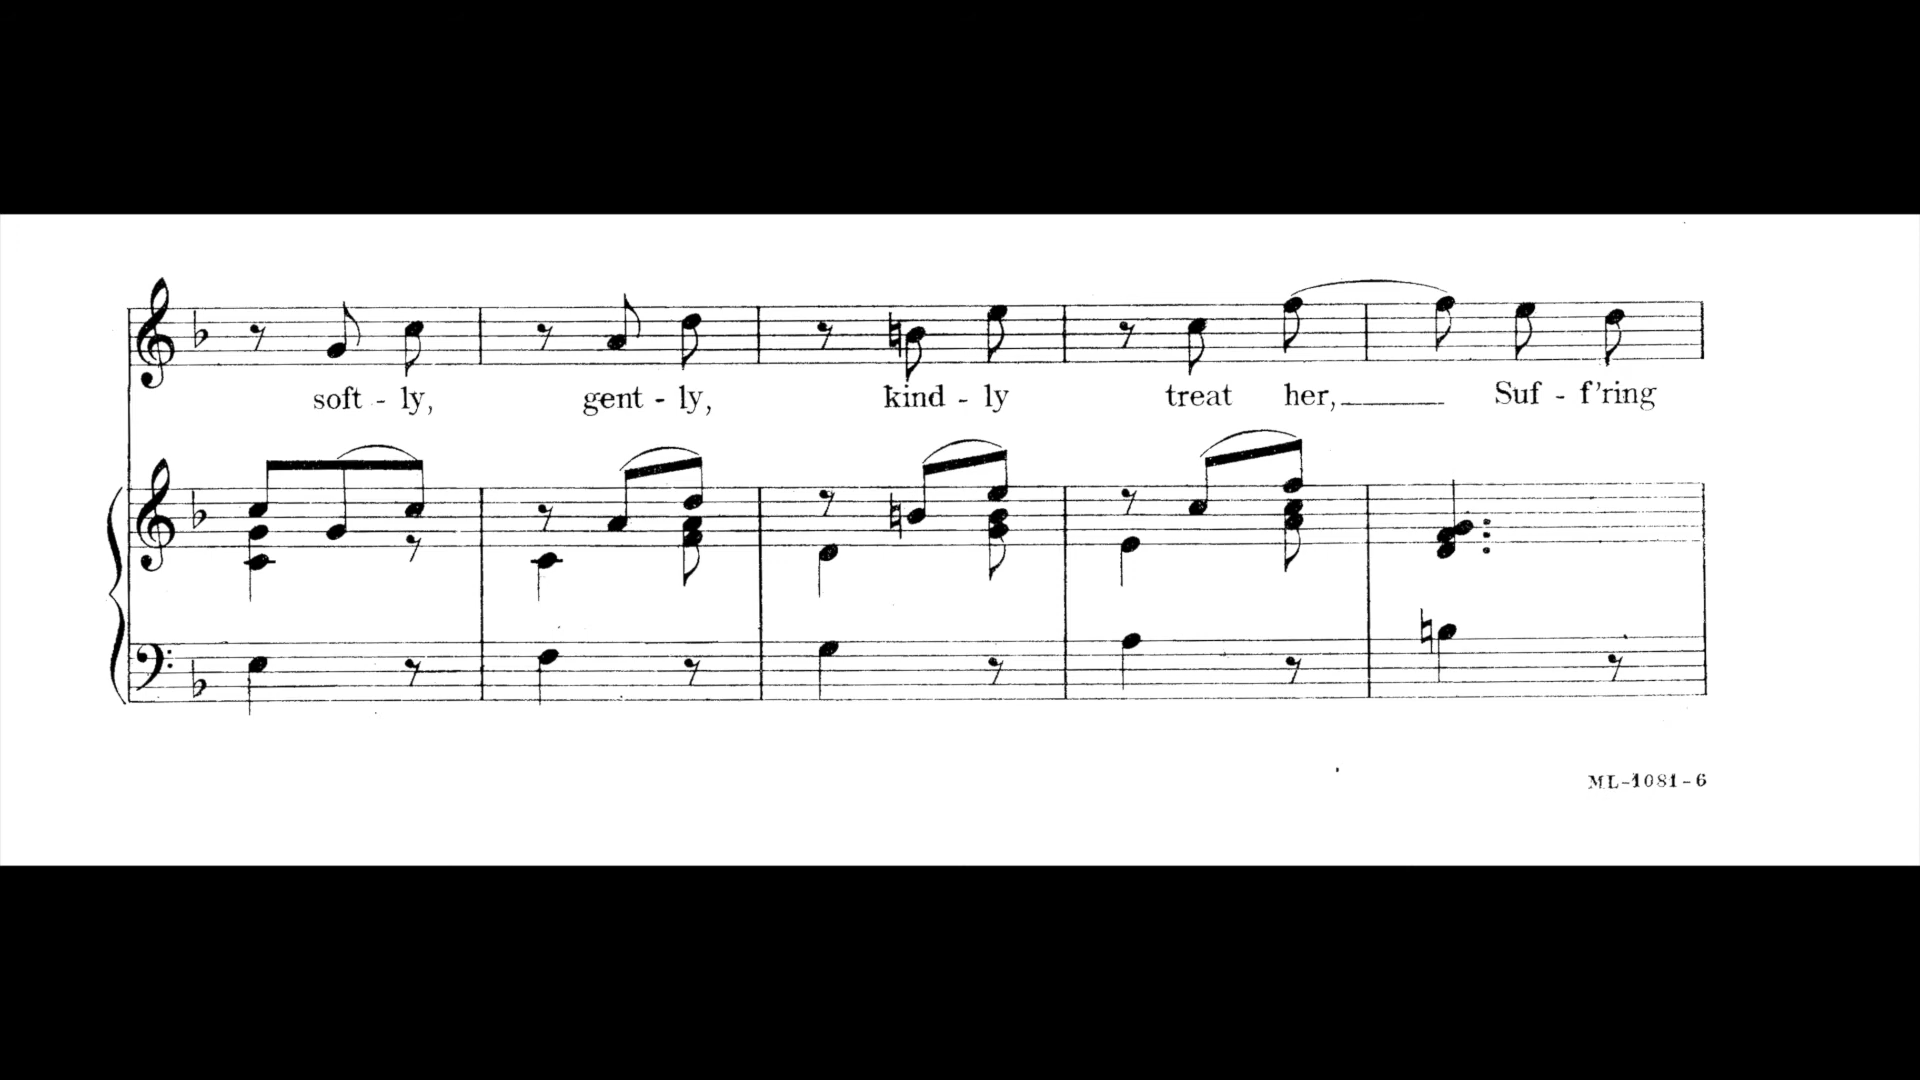 soft - ly, gent - ly, kind - ly treat her, Suf - f'ring
ML-1081-6